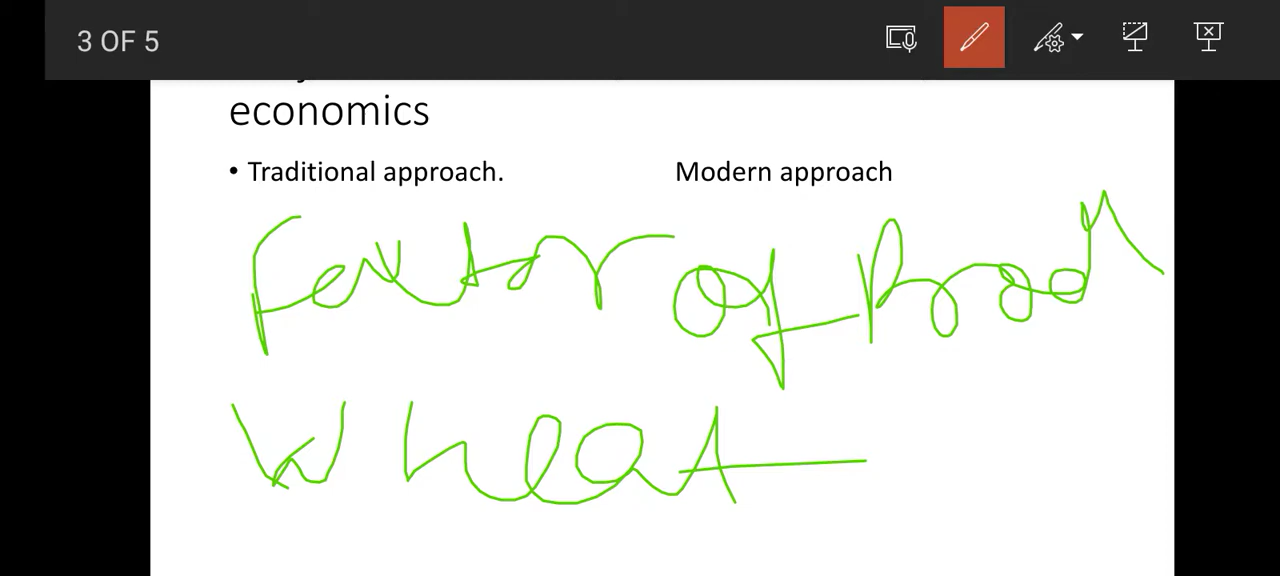 3 OF 5
economics
• Traditional approach. Modern approach
Factor of Prod
Wheat